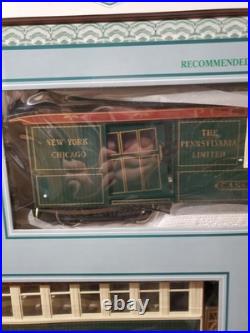 RECOMMENDED
NEW YORK
CHICAGO
THE
PENNSYLVANIA
LIMITED